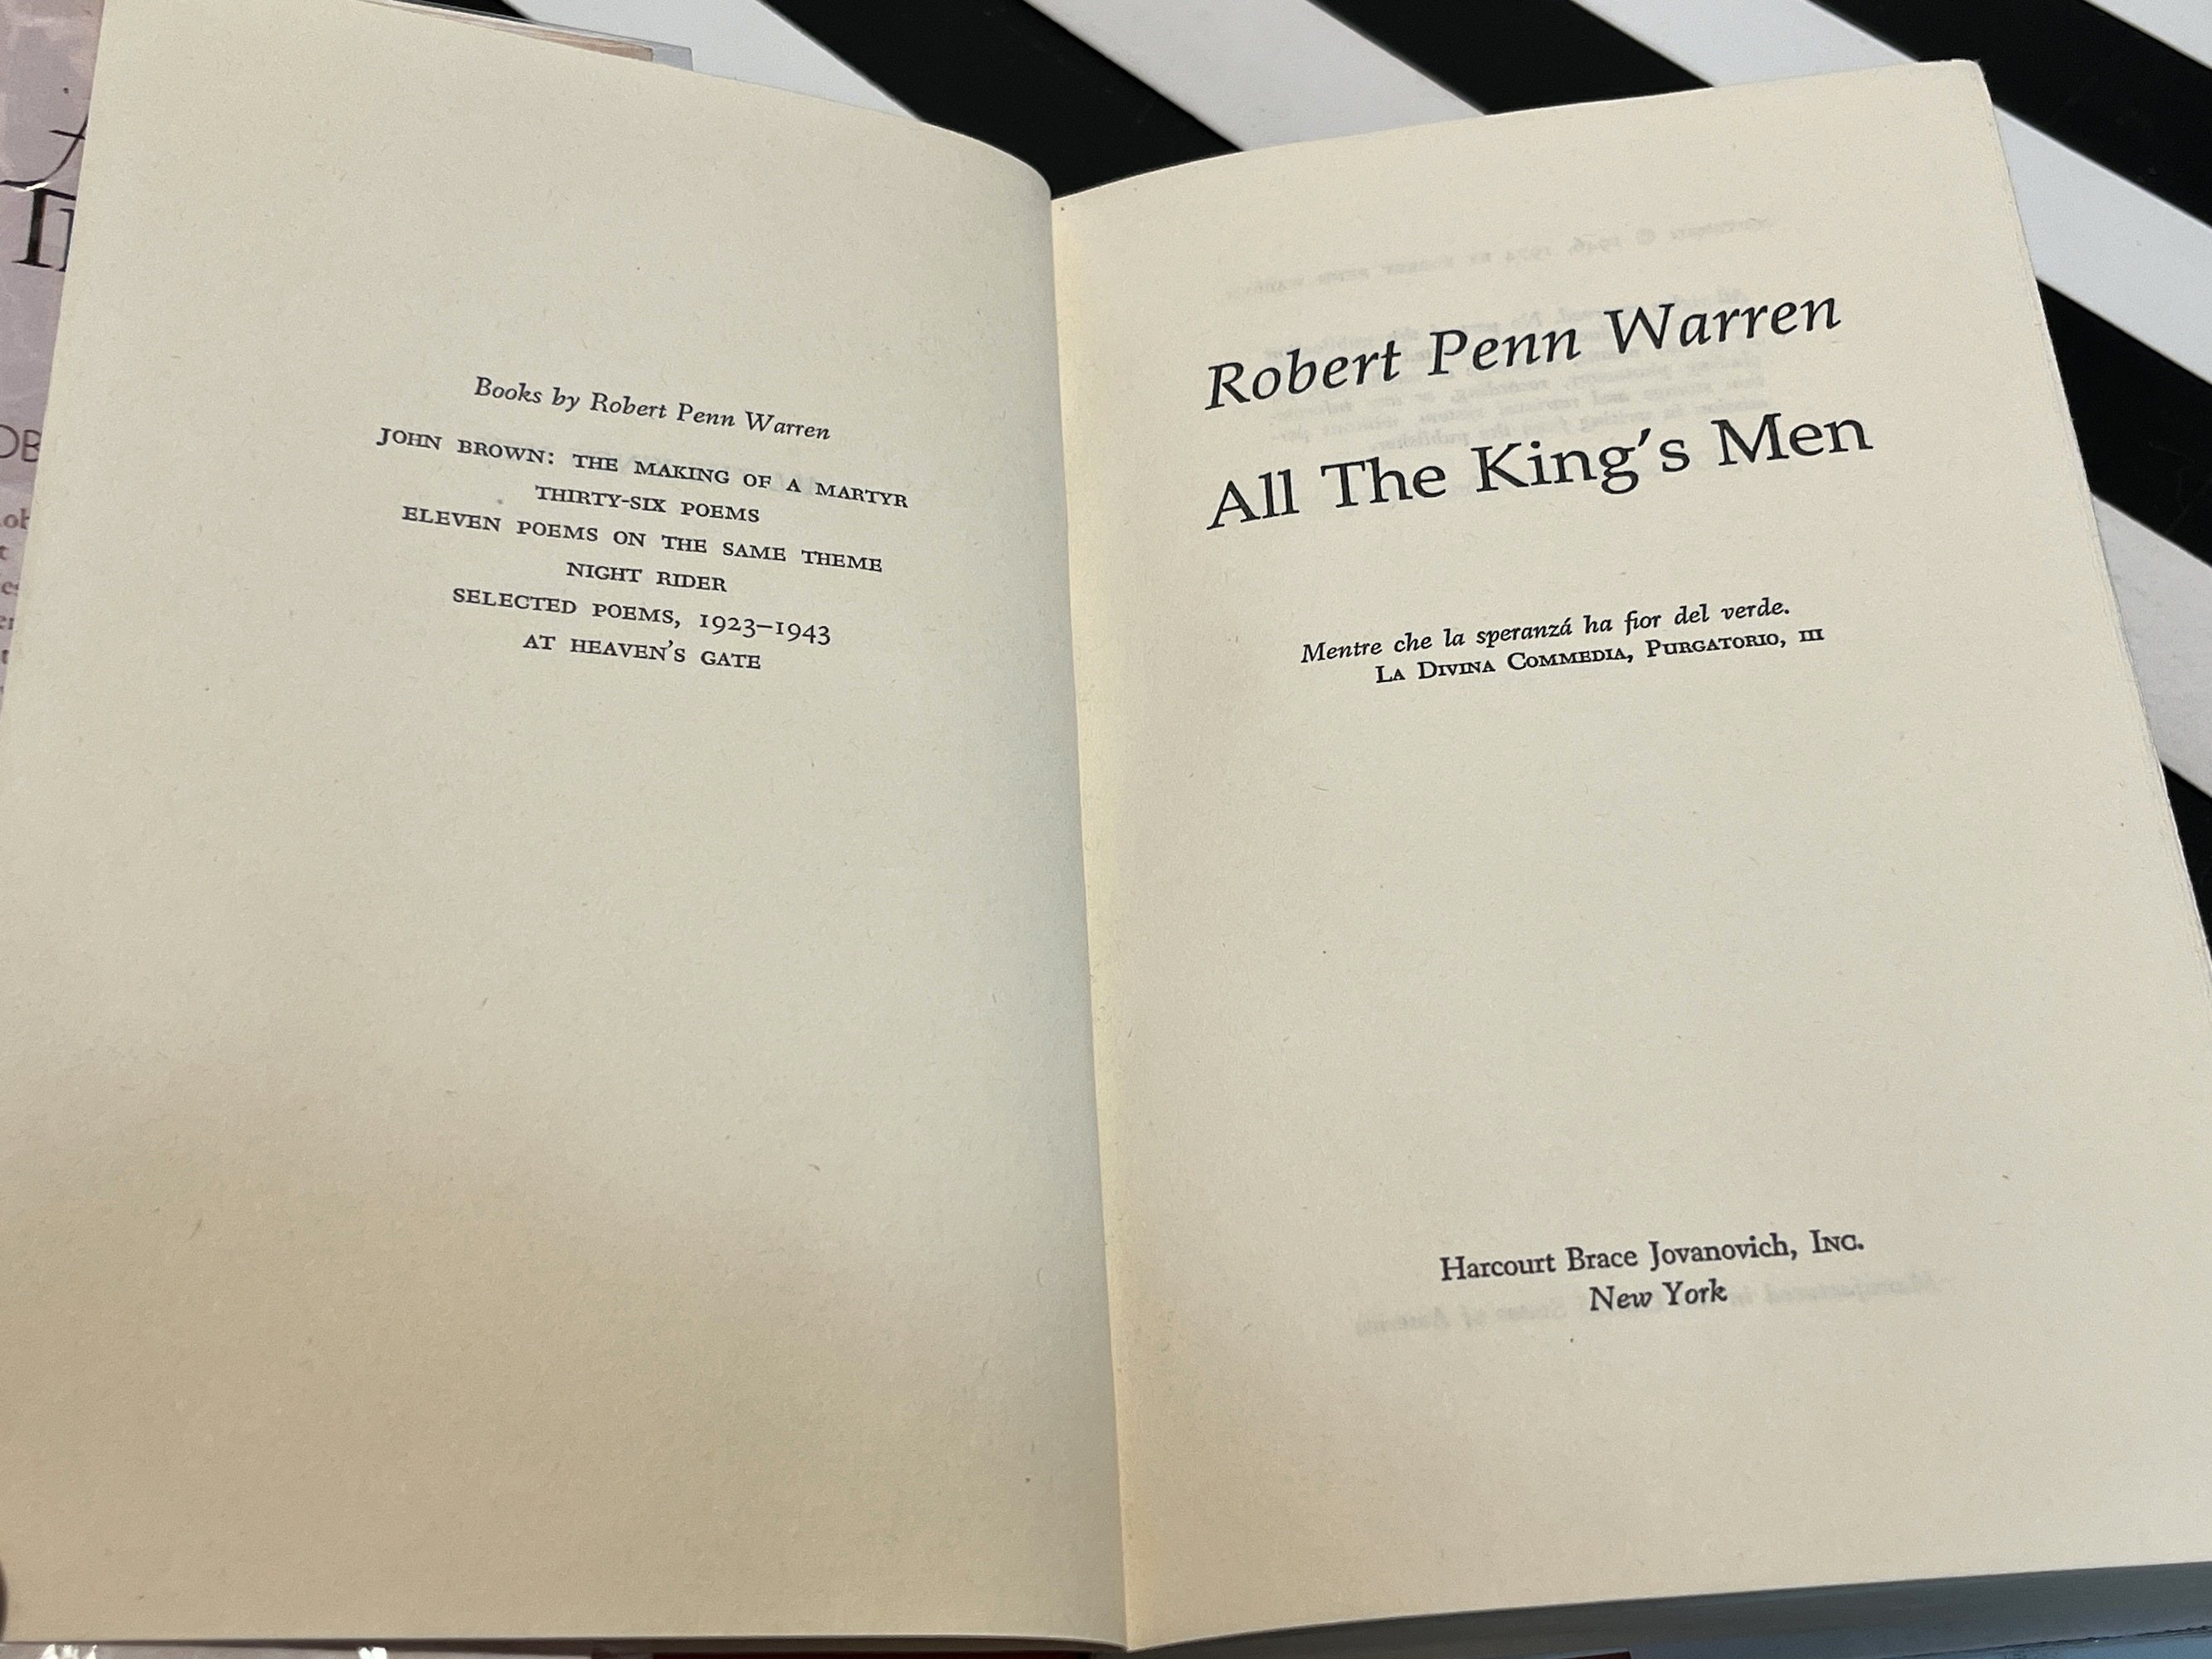 Books by Robert Penn Warren
JOHN BROWN: THE MAKING OF A MARTYR
THIRTY-SIX POEMS
ELEVEN POEMS ON THE SAME THEME
NIGHT RIDER
SELECTED POEMS, 1923–1943
AT HEAVEN'S GATE
Robert Penn Warren
All The King's Men
Mentre che la speranzá ha fior del verde.
LA DIVINA COMMEDIA, PURGATORIO, III
Harcourt Brace Jovanovich, INC.
New York